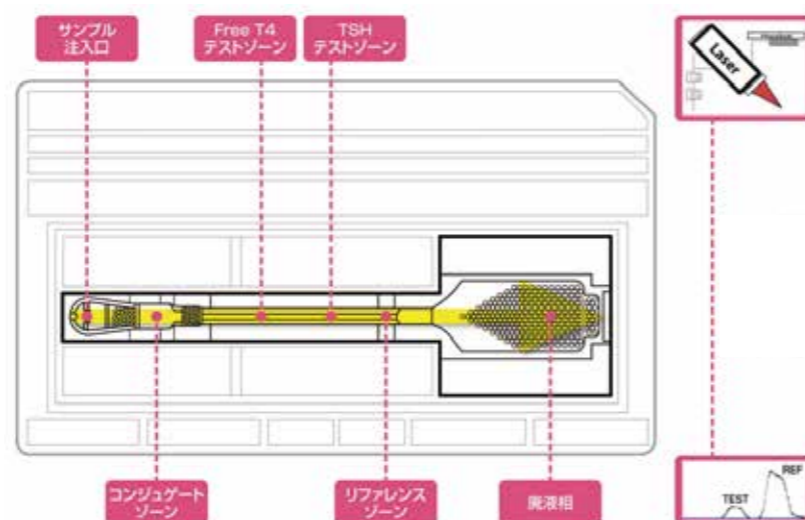 サンプル
注入口
Free T4
テストゾーン
TSH
テストゾーン
Laser
コンジュゲート
ゾーン
リファレンス
ゾーン
廃液相
TEST
REF